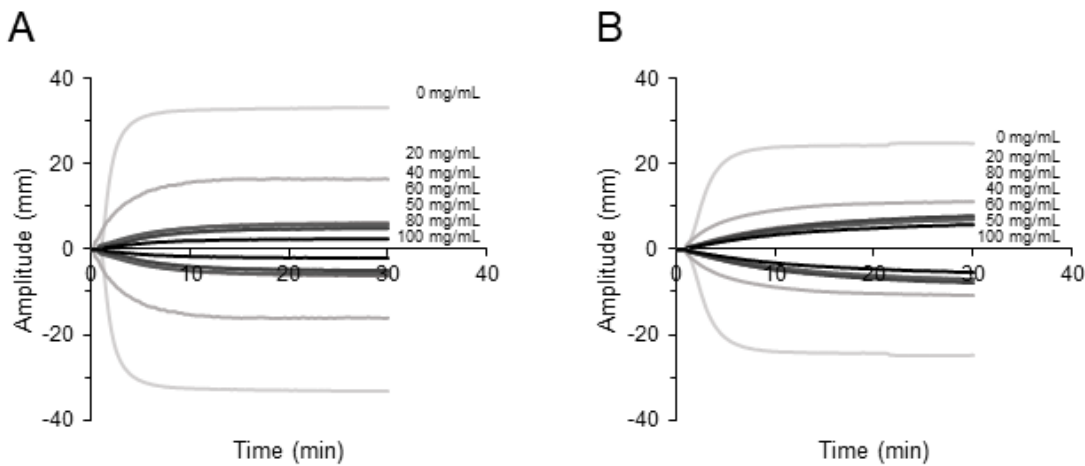 A
Amplitude (mm)
40
20
0
-20
-40
0
10
20
30
40
Time (min)
0 mg/mL
20 mg/mL
40 mg/mL
60 mg/mL
50 mg/mL
80 mg/mL
100 mg/mL
B
Amplitude (mm)
40
20
0
-20
-40
0
10
20
30
40
Time (min)
0 mg/mL
20 mg/mL
80 mg/mL
40 mg/mL
60 mg/mL
50 mg/mL
100 mg/mL